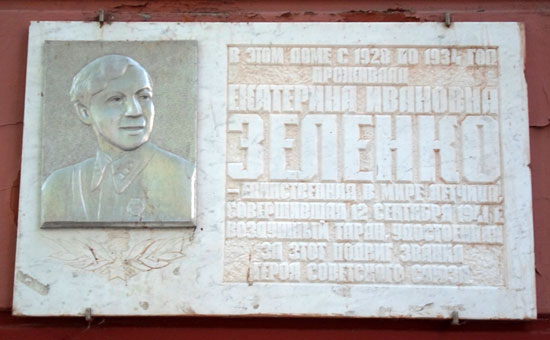 В ЭТОМ ДОМЕ С 1928 ПО 1934 ГОД
ПРОЖИВАЛА
ЕКАТЕРИНА ИВАНОВНА
ЗЕЛЕНКО
– ЕДИНСТВЕННАЯ В МИРЕ ЛЕТЧИЦА,
СОВЕРШИВШАЯ 12 СЕНТЯБРЯ 1941 Г.
ВОЗДУШНЫЙ ТАРАН, УДОСТОЕНА
ЗА ЭТОТ ПОДВИГ ЗВАНИЯ
ГЕРОЯ СОВЕТСКОГО СОЮЗА